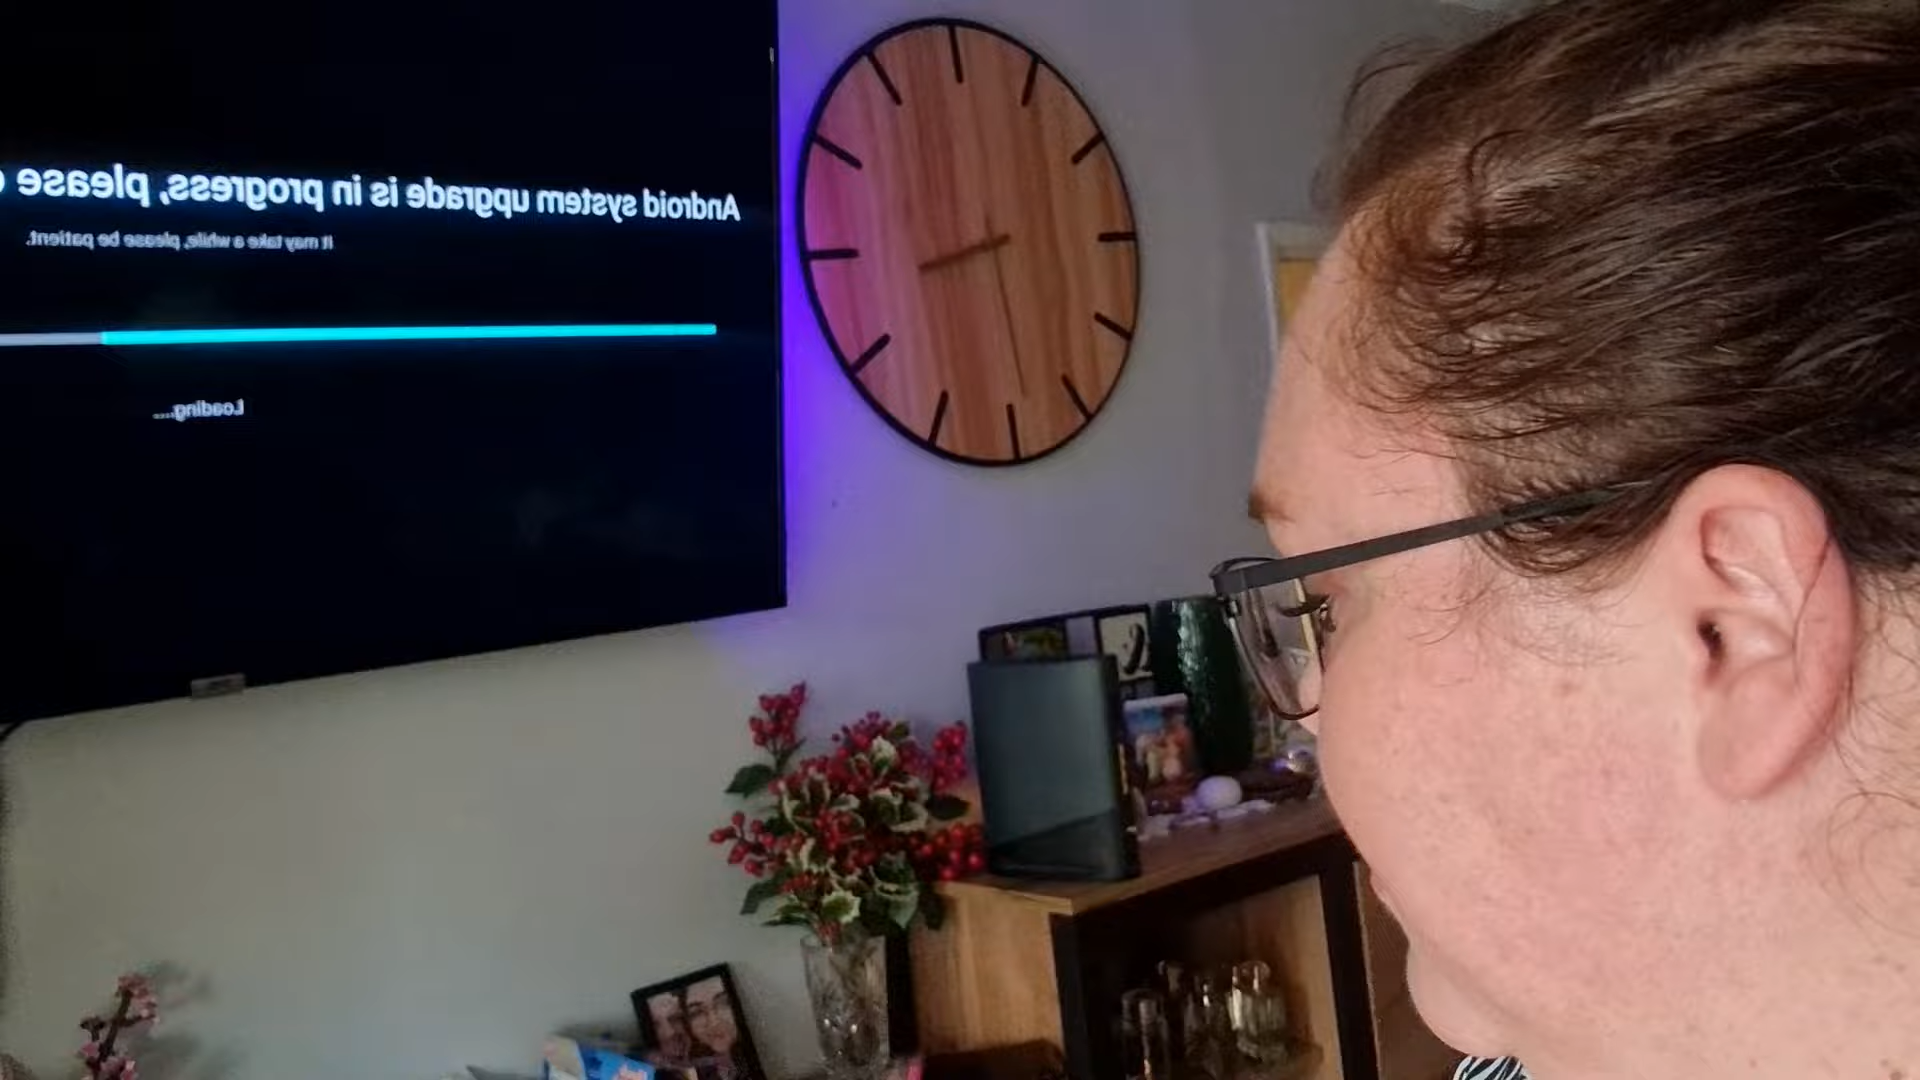 Android system upgrade is in progress, please
It may take a while, please be patient.
Loading....